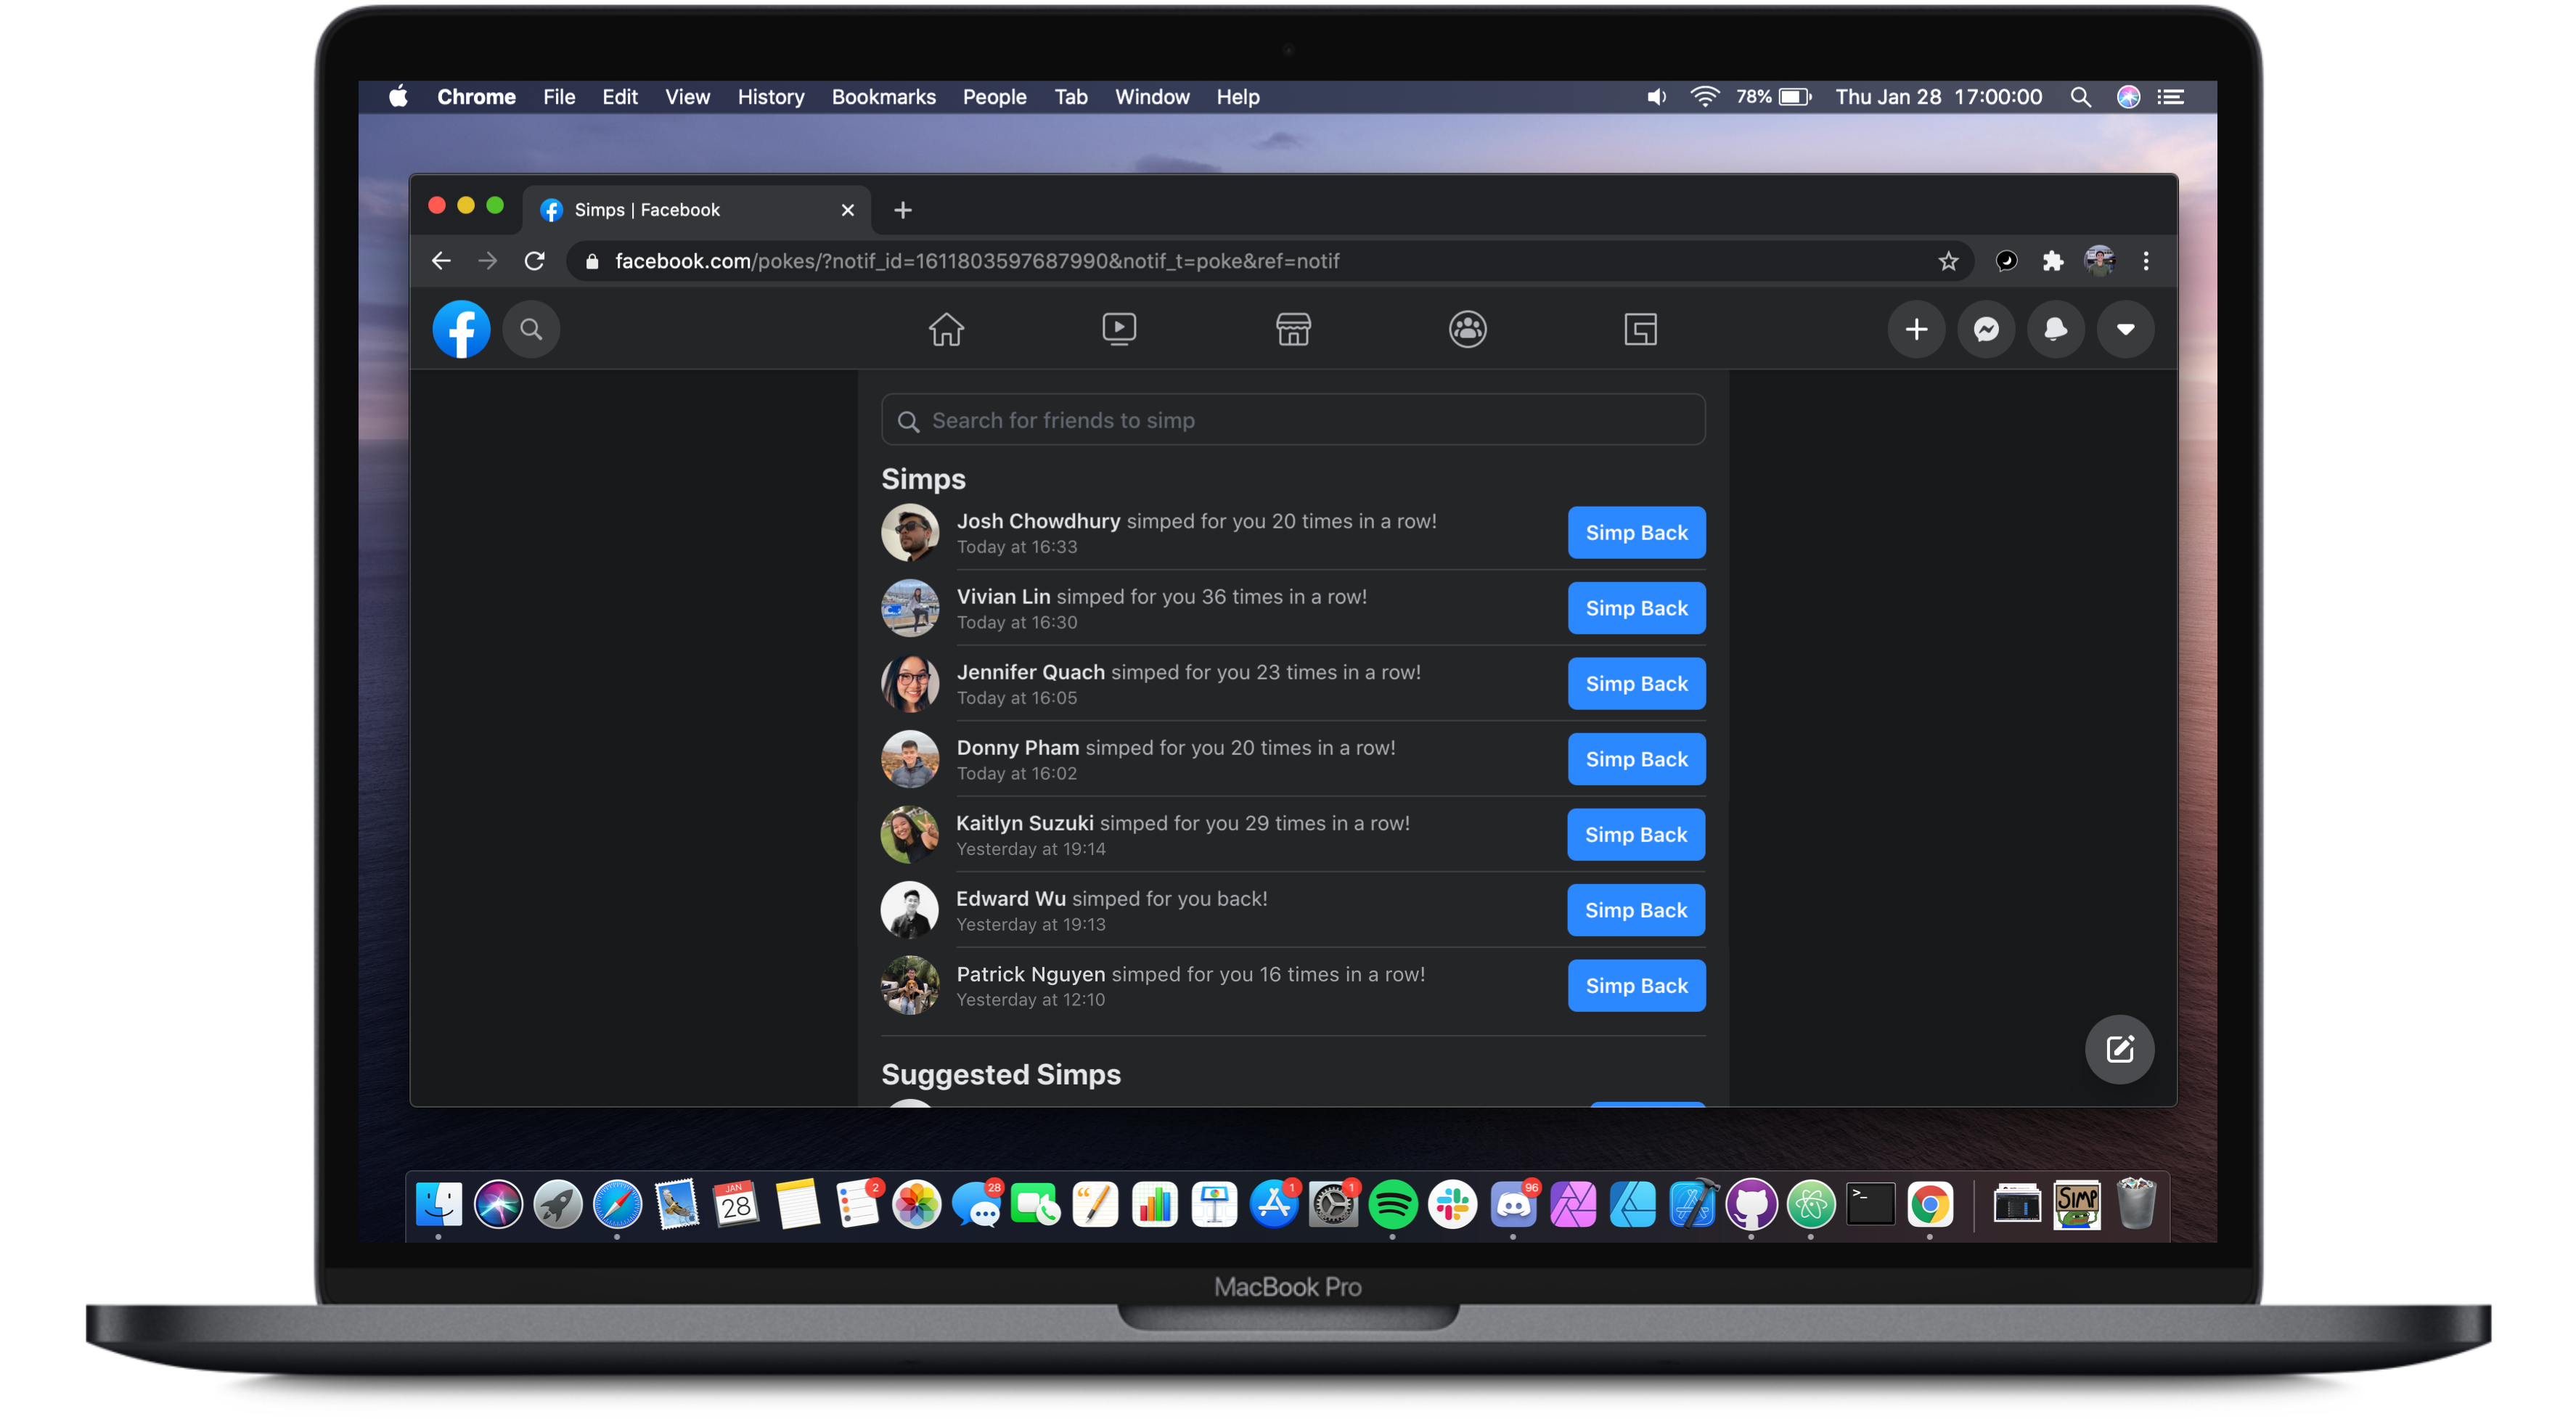 Chrome File Edit View History Bookmarks People Tab Window Help 78% Thu Jan 28 17:00:00
Simps | Facebook
facebook.com/pokes/?notif_id=1611803597687990&notif_t=poke&ref=notif
Search for friends to simp
Simps
Josh Chowdhury simped for you 20 times in a row!
Today at 16:33
Simp Back
Vivian Lin simped for you 36 times in a row!
Today at 16:30
Simp Back
Jennifer Quach simped for you 23 times in a row!
Today at 16:05
Simp Back
Donny Pham simped for you 20 times in a row!
Today at 16:02
Simp Back
Kaitlyn Suzuki simped for you 29 times in a row!
Yesterday at 19:14
Simp Back
Edward Wu simped for you back!
Yesterday at 19:13
Simp Back
Patrick Nguyen simped for you 16 times in a row!
Yesterday at 12:10
Simp Back
Suggested Simps
JAN
28
2
28
1
1
96
SIMP
MacBook Pro